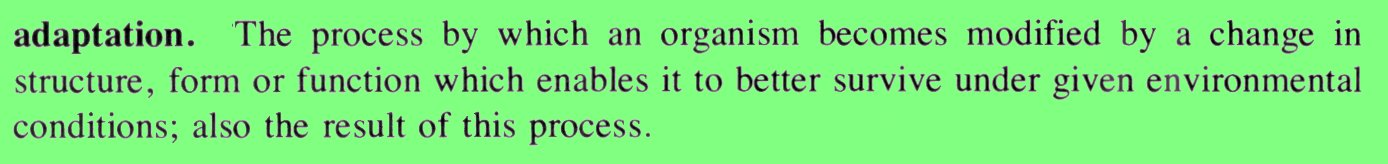 adaptation. The process by which an organism becomes modified by a change in
structure, form or function which enables it to better survive under given environmental
conditions; also the result of this process.